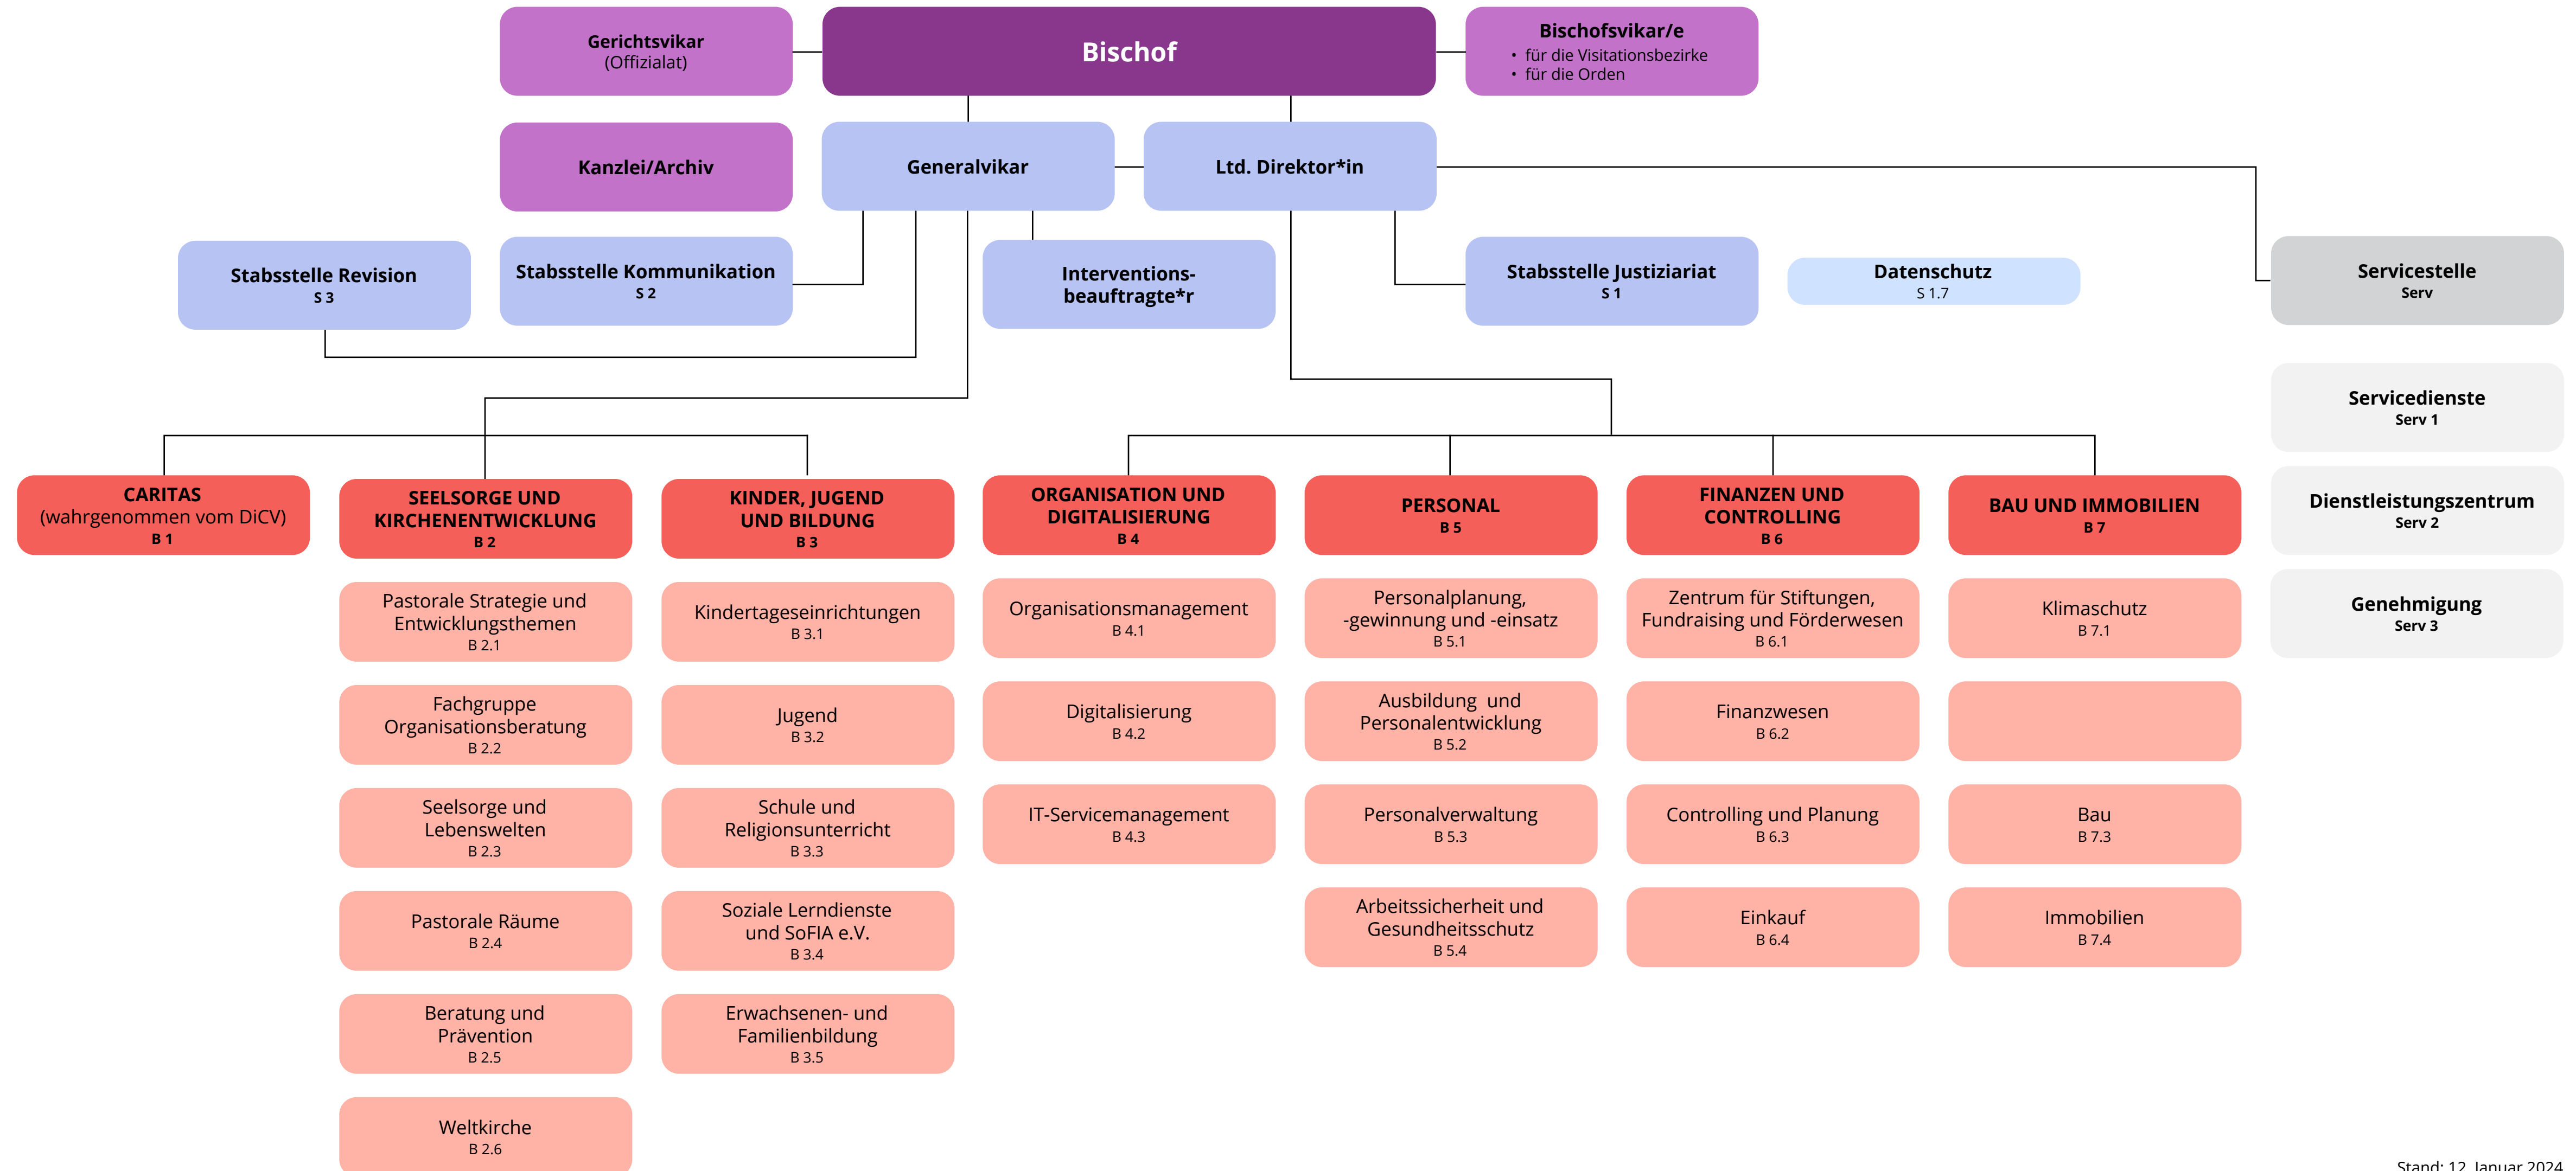 Gerichtsvikar
(Offizialat)
Bischof
Bischofsvikar/e
• für die Visitationsbezirke
• für die Orden
Kanzlei/Archiv
Generalvikar
Ltd. Direktor*in
Stabsstelle Revision
S 3
Stabsstelle Kommunikation
S 2
Interventions-
beauftragte*r
Stabsstelle Justiziariat
S 1
Datenschutz
S 1.7
Servicestelle
Serv
Servicedienste
Serv 1
Dienstleistungszentrum
Serv 2
Genehmigung
Serv 3
CARITAS
(wahrgenommen vom DiCV)
B 1
SEELSORGE UND
KIRCHENENTWICKLUNG
B 2
Pastorale Strategie und
Entwicklungsthemen
B 2.1
Fachgruppe
Organisationsberatung
B 2.2
Seelsorge und
Lebenswelten
B 2.3
Pastorale Räume
B 2.4
Beratung und
Prävention
B 2.5
Weltkirche
B 2.6
KINDER, JUGEND
UND BILDUNG
B 3
Kindertageseinrichtungen
B 3.1
Jugend
B 3.2
Schule und
Religionsunterricht
B 3.3
Soziale Lerndienste
und SoFIA e.V.
B 3.4
Erwachsenen- und
Familienbildung
B 3.5
ORGANISATION UND
DIGITALISIERUNG
B 4
Organisationsmanagement
B 4.1
Digitalisierung
B 4.2
IT-Servicemanagement
B 4.3
PERSONAL
B 5
Personalplanung,
-gewinnung und -einsatz
B 5.1
Ausbildung und
Personalentwicklung
B 5.2
Personalverwaltung
B 5.3
Arbeitssicherheit und
Gesundheitsschutz
B 5.4
FINANZEN UND
CONTROLLING
B 6
Zentrum für Stiftungen,
Fundraising und Förderwesen
B 6.1
Finanzwesen
B 6.2
Controlling und Planung
B 6.3
Einkauf
B 6.4
BAU UND IMMOBILIEN
B 7
Klimaschutz
B 7.1
Bau
B 7.3
Immobilien
B 7.4
Stand: 12. Januar 2024